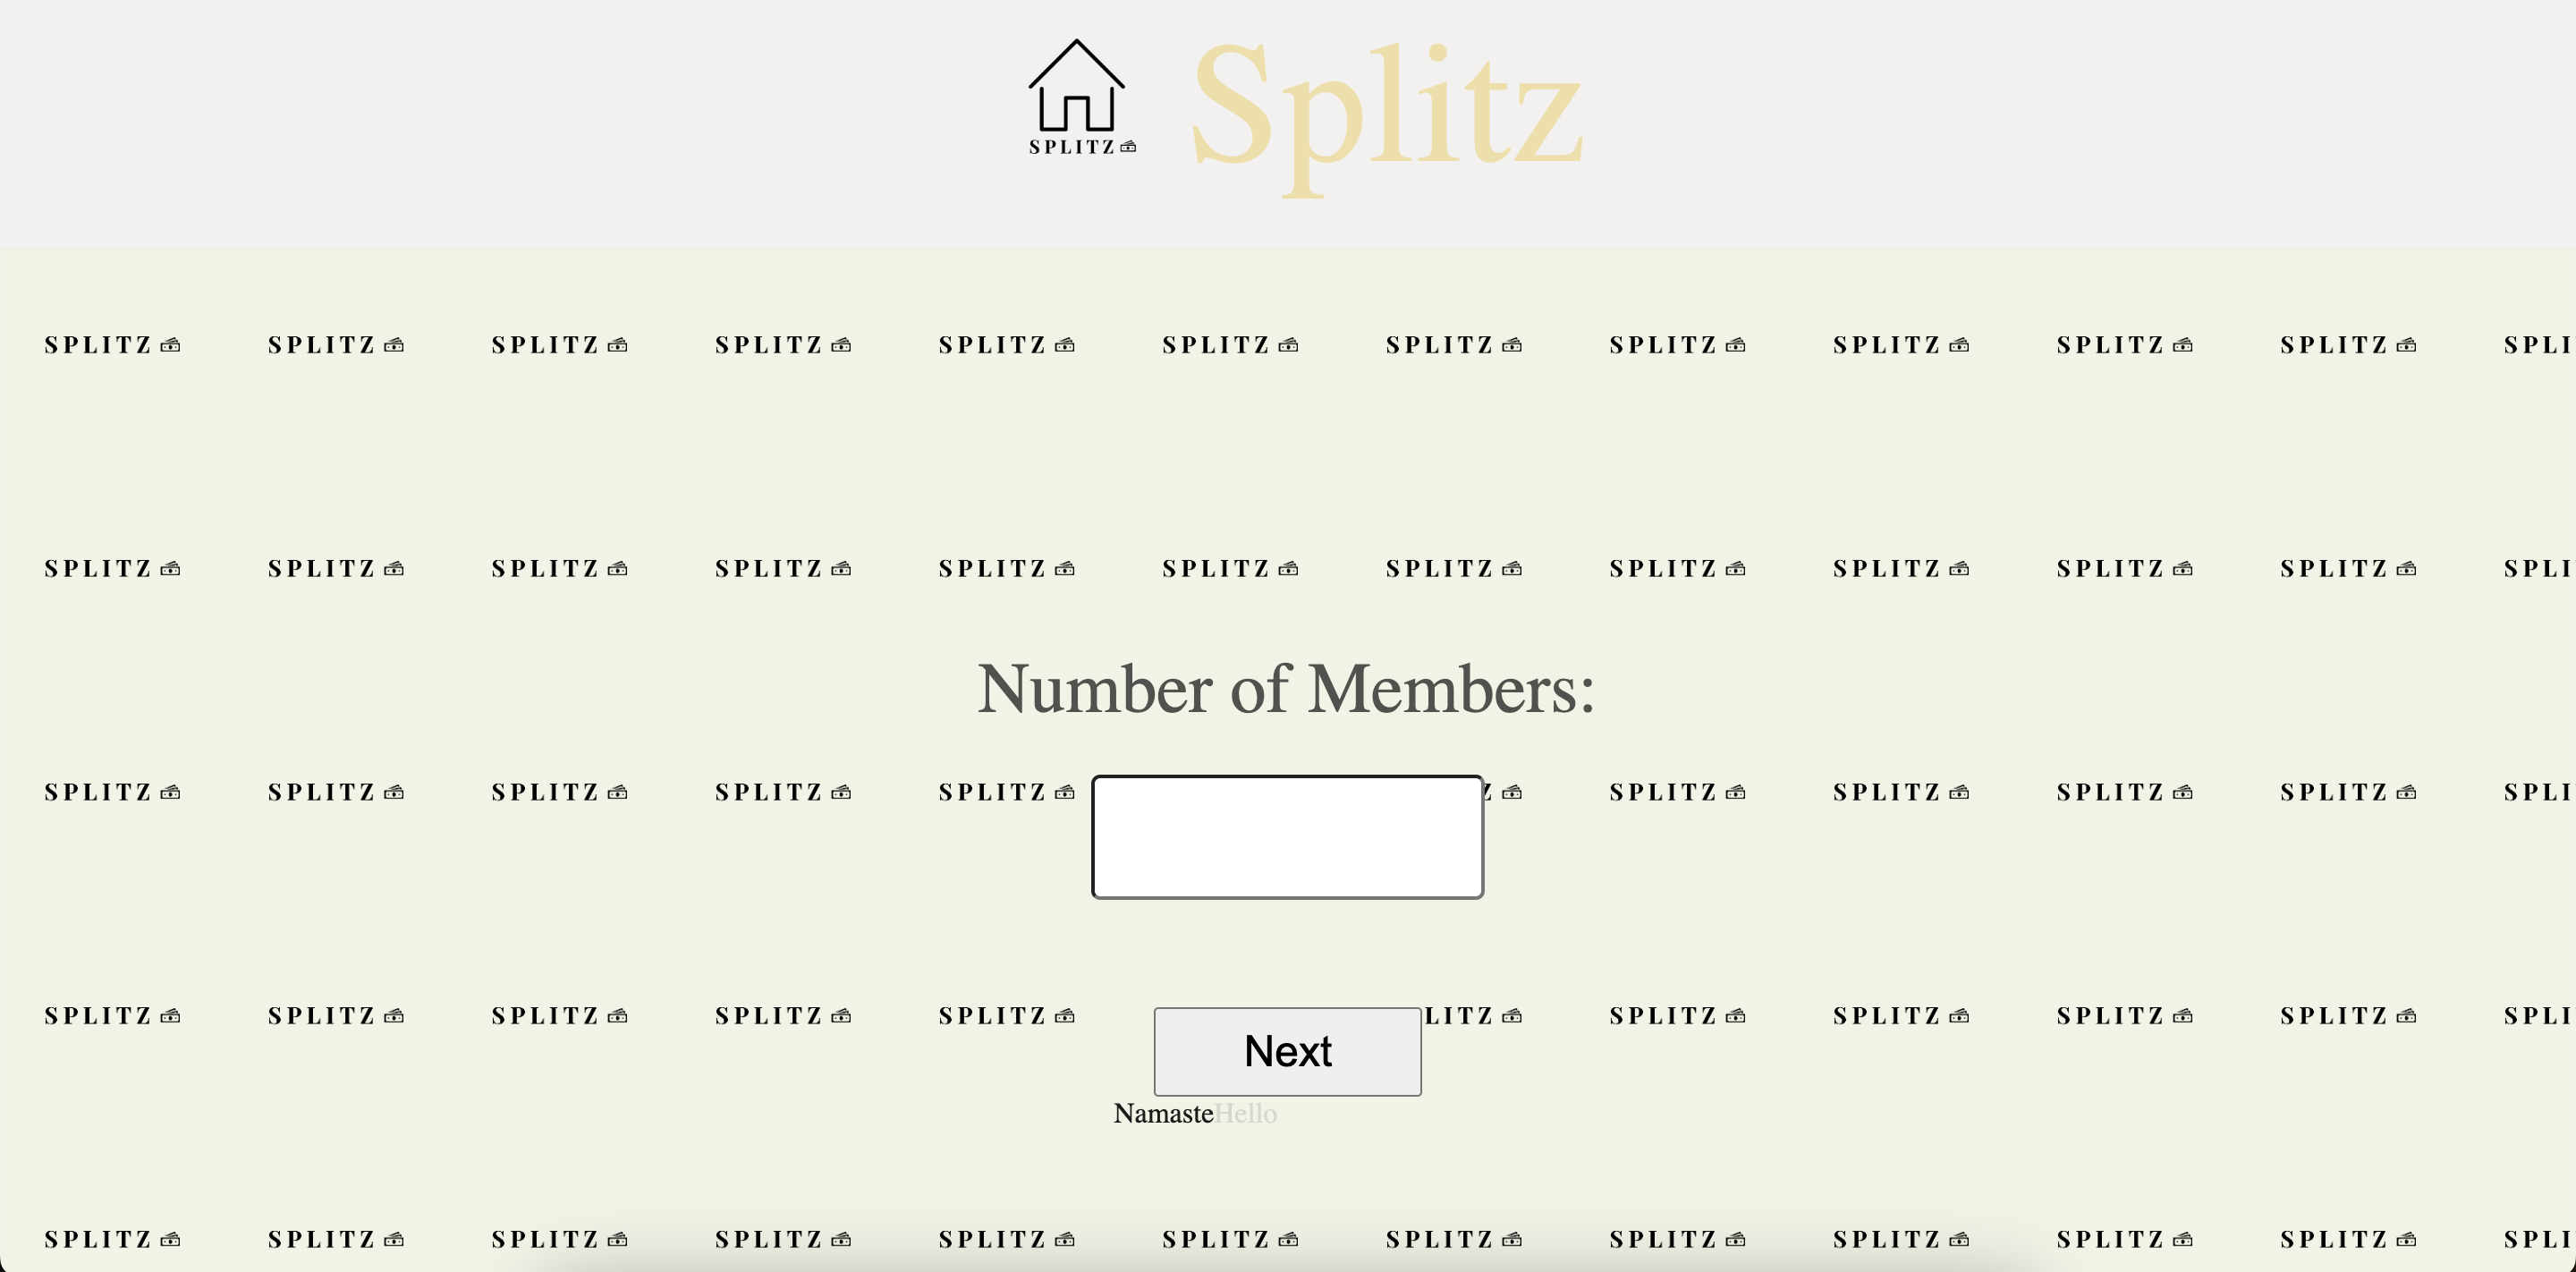 SPLITZ
Splitz
SPLITZ SPLITZ SPLITZ SPLITZ SPLITZ SPLITZ SPLITZ SPLITZ SPLITZ SPLITZ SPLITZ SPLI
SPLITZ SPLITZ SPLITZ SPLITZ SPLITZ SPLITZ SPLITZ SPLITZ SPLITZ SPLITZ SPLITZ SPLI
Number of Members:
SPLITZ SPLITZ SPLITZ SPLITZ SPLITZ Z SPLITZ SPLITZ SPLITZ SPLITZ SPLI
SPLITZ SPLITZ SPLITZ SPLITZ SPLITZ LITZ SPLITZ SPLITZ SPLITZ SPLITZ SPLI
Next
NamasteHello
SPLITZ SPLITZ SPLITZ SPLITZ SPLITZ SPLITZ SPLITZ SPLITZ SPLITZ SPLITZ SPLITZ SPLI